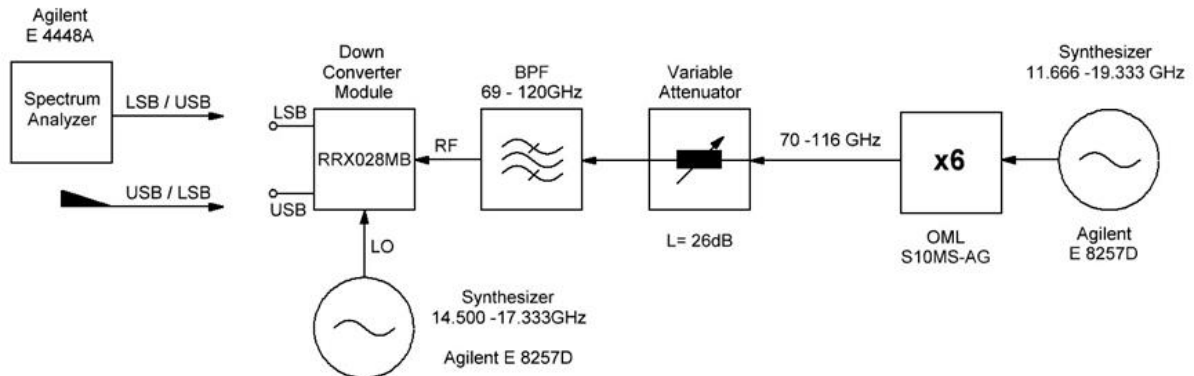 Agilent
E 4448A
Spectrum
Analyzer
LSB / USB
USB / LSB
Down
Converter
Module
LSB
RRX028MB
USB
LO
RF
BPF
69 - 120GHz
Variable
Attenuator
L= 26dB
70 -116 GHz
x6
OML
S10MS-AG
Synthesizer
11.666 -19.333 GHz
Agilent
E 8257D
Synthesizer
14.500 -17.333GHz
Agilent E 8257D